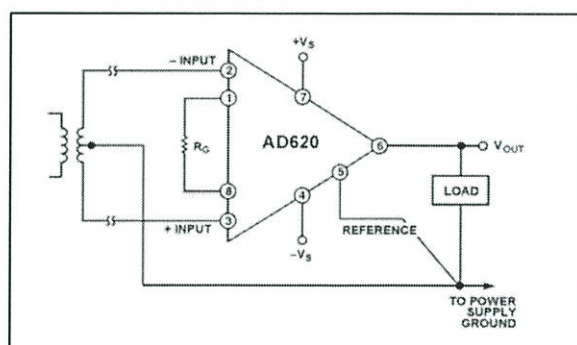 +VS
– INPUT
2
1
7
RG
AD620
6
VOUT
5
8
4
LOAD
3
REFERENCE
+ INPUT
–VS
TO POWER
SUPPLY
GROUND